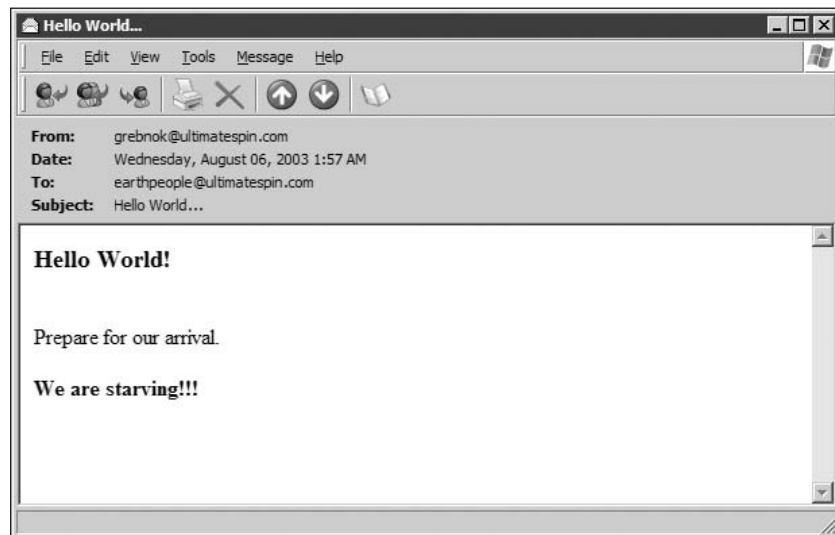 Hello World...
File Edit View Tools Message Help
From: grebnok@ultimatespin.com
Date: Wednesday, August 06, 2003 1:57 AM
To: earthpeople@ultimatespin.com
Subject: Hello World...
Hello World!
Prepare for our arrival.
We are starving!!!